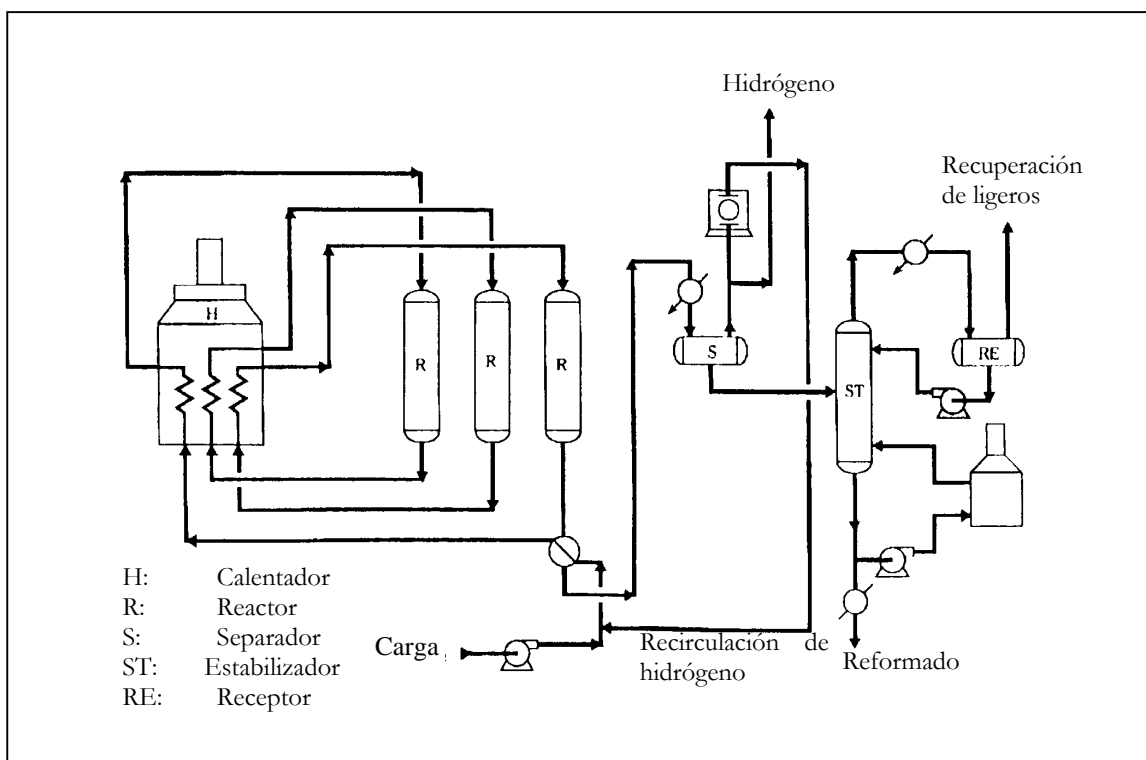 Hidrógeno
Recuperación
de ligeros
H
R
R
R
S
ST
RE
H: Calentador
R: Reactor
S: Separador
ST: Estabilizador
RE: Receptor
Carga
Recirculación de
hidrógeno
Reformado